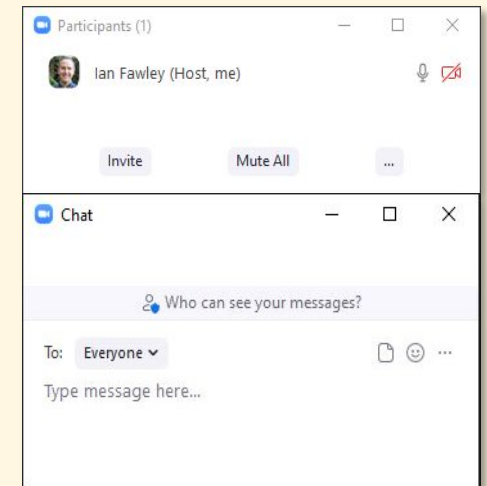 Participants (1)
Ian Fawley (Host, me)
Invite Mute All ...
Chat
Who can see your messages?
To: Everyone
Type message here...